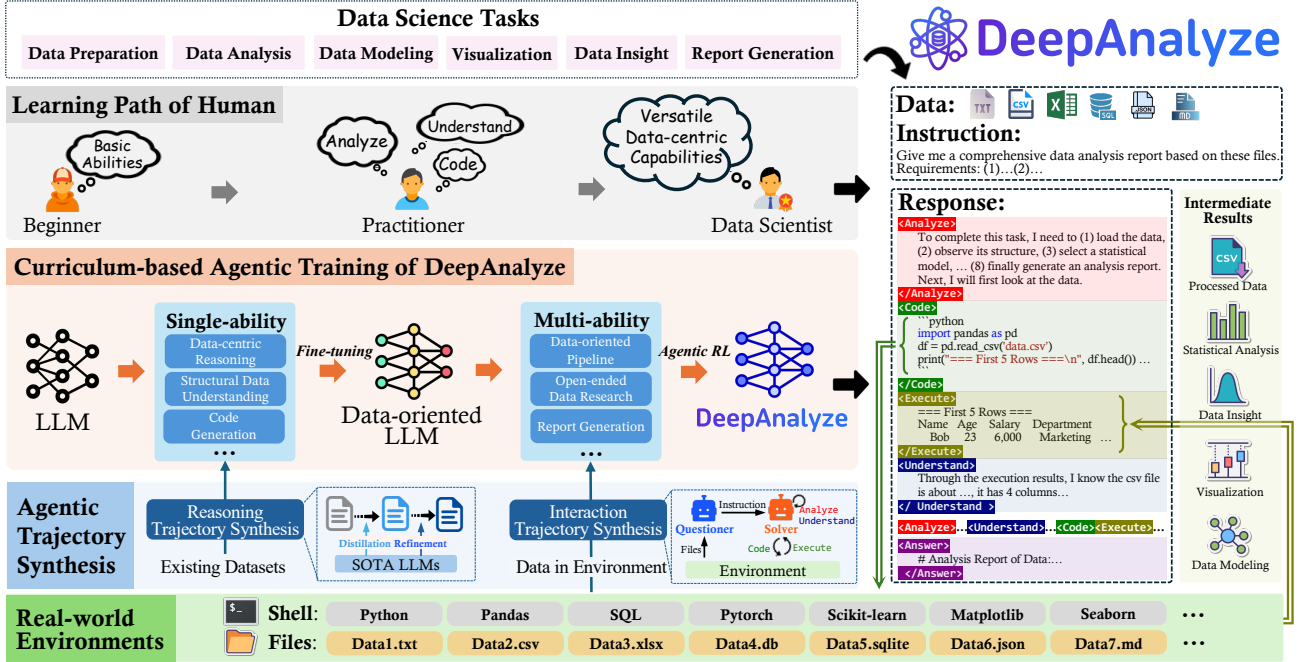 Data Science Tasks
Data Preparation
Data Analysis
Data Modeling
Visualization
Data Insight
Report Generation
DeepAnalyze
Learning Path of Human
Basic
Abilities
Beginner
Analyze
Understand
Code
Practitioner
Versatile
Data-centric
Capabilities
Data Scientist
Data:
TXT
CSV
X
SQL
JSON
MD
Instruction:
Give me a comprehensive data analysis report based on these files.
Requirements: (1)…(2)…
Curriculum-based Agentic Training of DeepAnalyze
LLM
Single-ability
Data-centric
Reasoning
Structural Data
Understanding
Code
Generation
...
Fine-tuning
Data-oriented
LLM
Multi-ability
Data-oriented
Pipeline
Open-ended
Data Research
Report Generation
...
Agentic RL
DeepAnalyze
Response:
<Analyze>
To complete this task, I need to (1) load the data,
(2) observe its structure, (3) select a statistical
model, … (8) finally generate an analysis report.
Next, I will first look at the data.
</Analyze>
<Code>
```python
import pandas as pd
df = pd.read_csv('data.csv')
print("=== First 5 Rows ===\n", df.head()) …
```
</Code>
<Execute>
=== First 5 Rows ===
Name Age Salary Department
Bob 23 6,000 Marketing …
</Execute>
<Understand>
Through the execution results, I know the csv file
is about …, it has 4 columns…
</ Understand >
<Analyze>…<Understand>…<Code><Execute>…
<Answer>
# Analysis Report of Data:…
</Answer>
Intermediate
Results
CSV
Processed Data
Statistical Analysis
Data Insight
Visualization
Data Modeling
Agentic
Trajectory
Synthesis
Reasoning
Trajectory Synthesis
Existing Datasets
Distillation
Refinement
SOTA LLMs
Interaction
Trajectory Synthesis
Data in Environment
Questioner
Instruction
Solver
Analyze
Understand
Files
Code
Execute
Environment
Real-world
Environments
$_
Shell:
Python
Pandas
SQL
Pytorch
Scikit-learn
Matplotlib
Seaborn
...
Files:
Data1.txt
Data2.csv
Data3.xlsx
Data4.db
Data5.sqlite
Data6.json
Data7.md
...